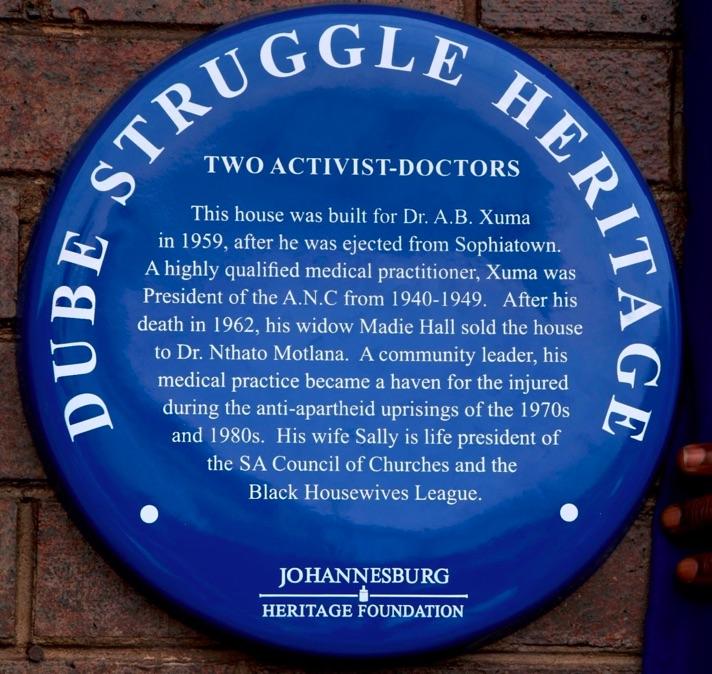 DUBE STRUGGLE HERITAGE
TWO ACTIVIST-DOCTORS
This house was built for Dr. A.B. Xuma
in 1959, after he was ejected from Sophiatown.
A highly qualified medical practitioner, Xuma was
President of the A.N.C from 1940-1949. After his
death in 1962, his widow Madie Hall sold the house
to Dr. Nthato Motlana. A community leader, his
medical practice became a haven for the injured
during the anti-apartheid uprisings of the 1970s
and 1980s. His wife Sally is life president of
the SA Council of Churches and the
Black Housewives League.
JOHANNESBURG
HERITAGE FOUNDATION